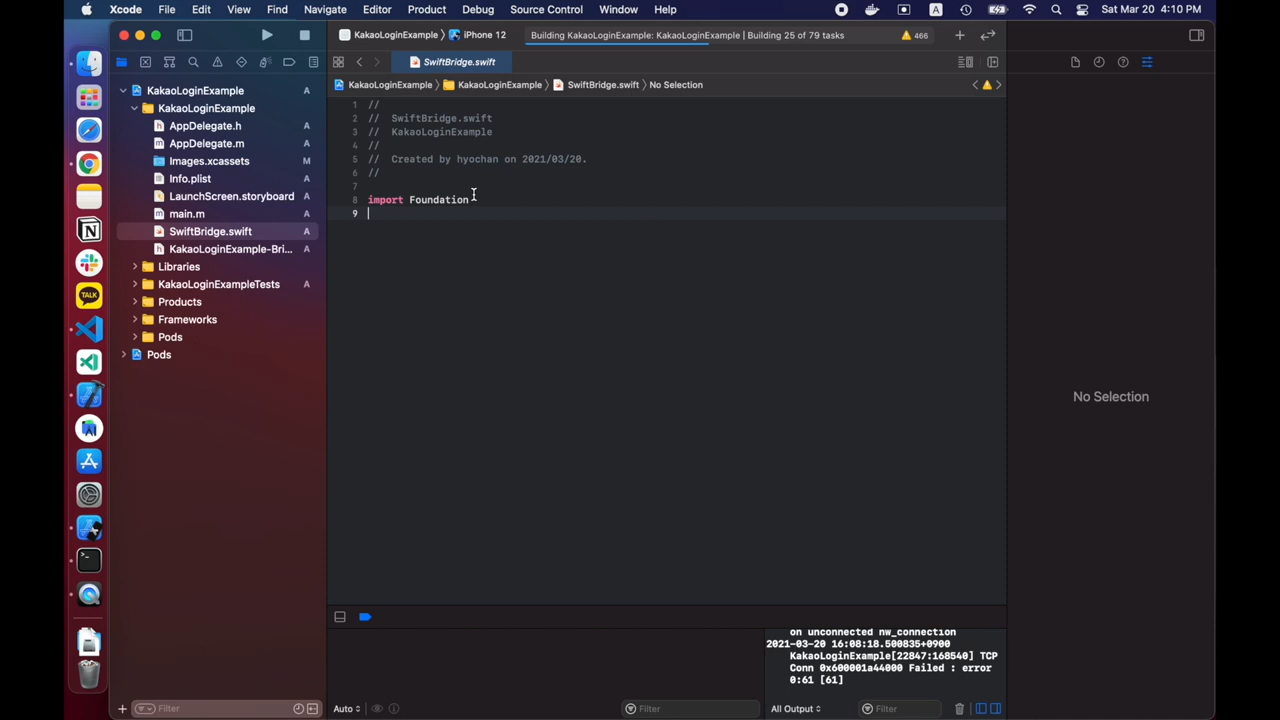 Xcode File Edit View Find Navigate Editor Product Debug Source Control Window Help A Sat Mar 20 4:10 PM
KakaoLoginExample iPhone 12 Building KakaoLoginExample: KakaoLoginExample | Building 25 of 79 tasks 466
SwiftBridge.swift
KakaoLoginExample A
KakaoLoginExample
AppDelegate.h A
AppDelegate.m A
Images.xcassets M
Info.plist A
LaunchScreen.storyboard A
main.m A
SwiftBridge.swift A
KakaoLoginExample-Bri... A
Libraries
KakaoLoginExampleTests A
Products
Frameworks
Pods
Pods
TALK
KakaoLoginExample KakaoLoginExample SwiftBridge.swift No Selection
1 //
2 // SwiftBridge.swift
3 // KakaoLoginExample
4 //
5 // Created by hyochan on 2021/03/20.
6 //
7
8 import Foundation
9
No Selection
on unconnected nw_connection
2021-03-20 16:08:18.500835+0900
KakaoLoginExample[22847:168540] TCP
Conn 0x600001a44000 Failed : error
0:61 [61]
Filter
Auto
Filter
All Output
Filter